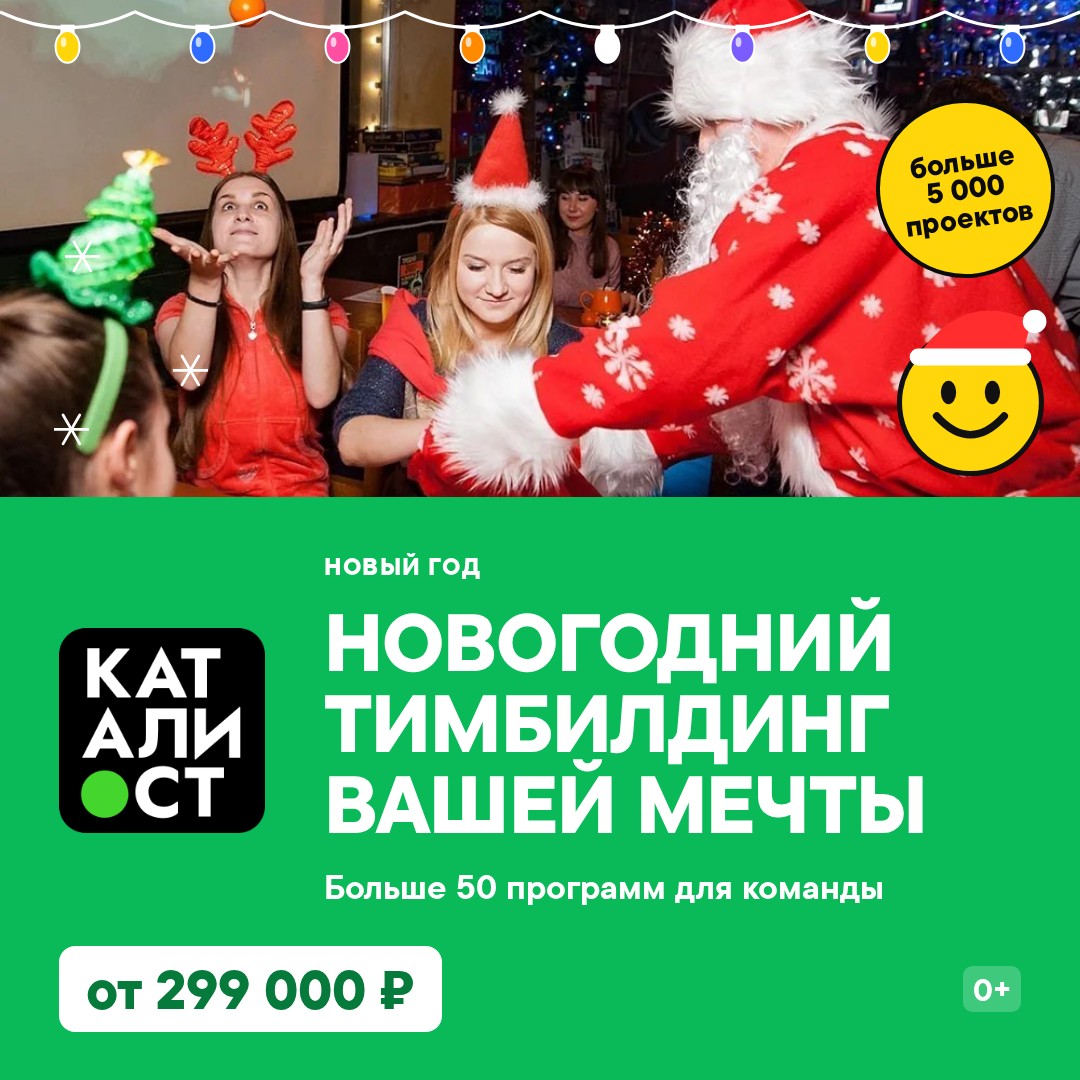 больше
5 000
проектов
НОВЫЙ ГОД
НОВОГОДНИЙ
ТИМБИЛДИНГ
ВАШЕЙ МЕЧТЫ
КАТ
АЛИ
СТ
Больше 50 программ для команды
от 299 000 ₽
0+